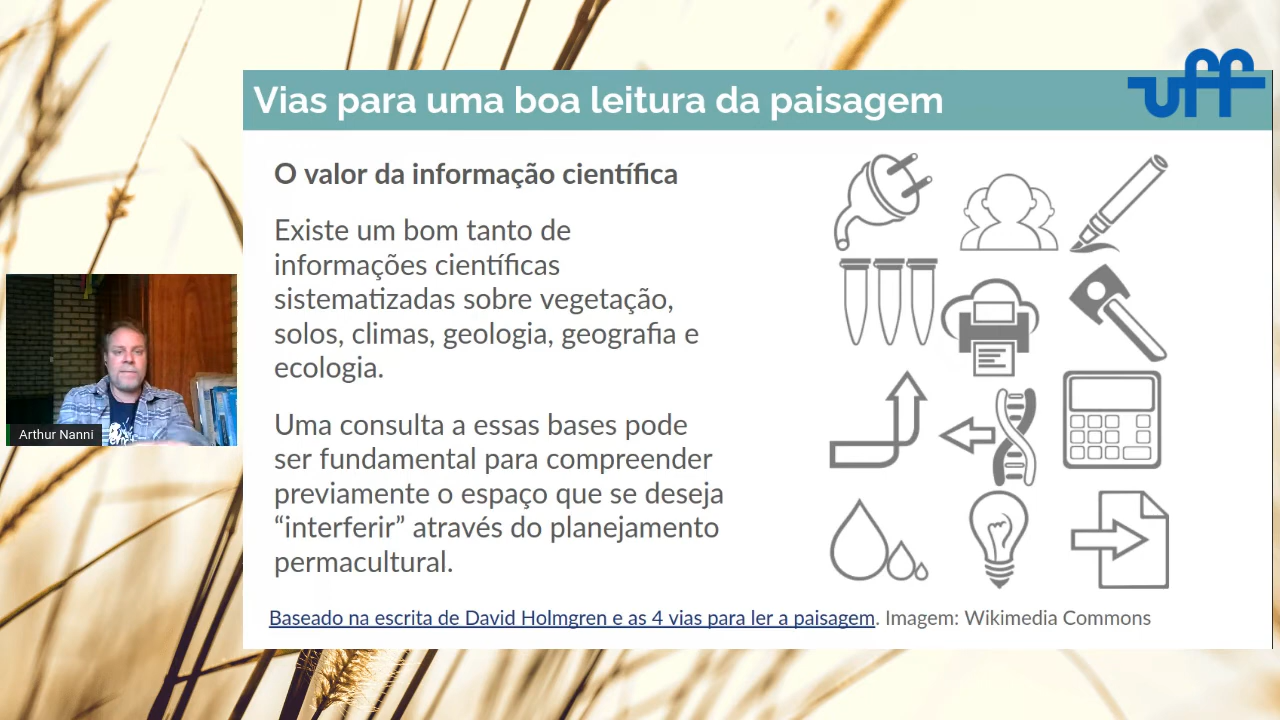 uff
Vias para uma boa leitura da paisagem
O valor da informação científica
Existe um bom tanto de
informações científicas
sistematizadas sobre vegetação,
solos, climas, geologia, geografia e
ecologia.
Uma consulta a essas bases pode
ser fundamental para compreender
previamente o espaço que se deseja
“interferir” através do planejamento
permacultural.
Baseado na escrita de David Holmgren e as 4 vias para ler a paisagem. Imagem: Wikimedia Commons
Arthur Nanni